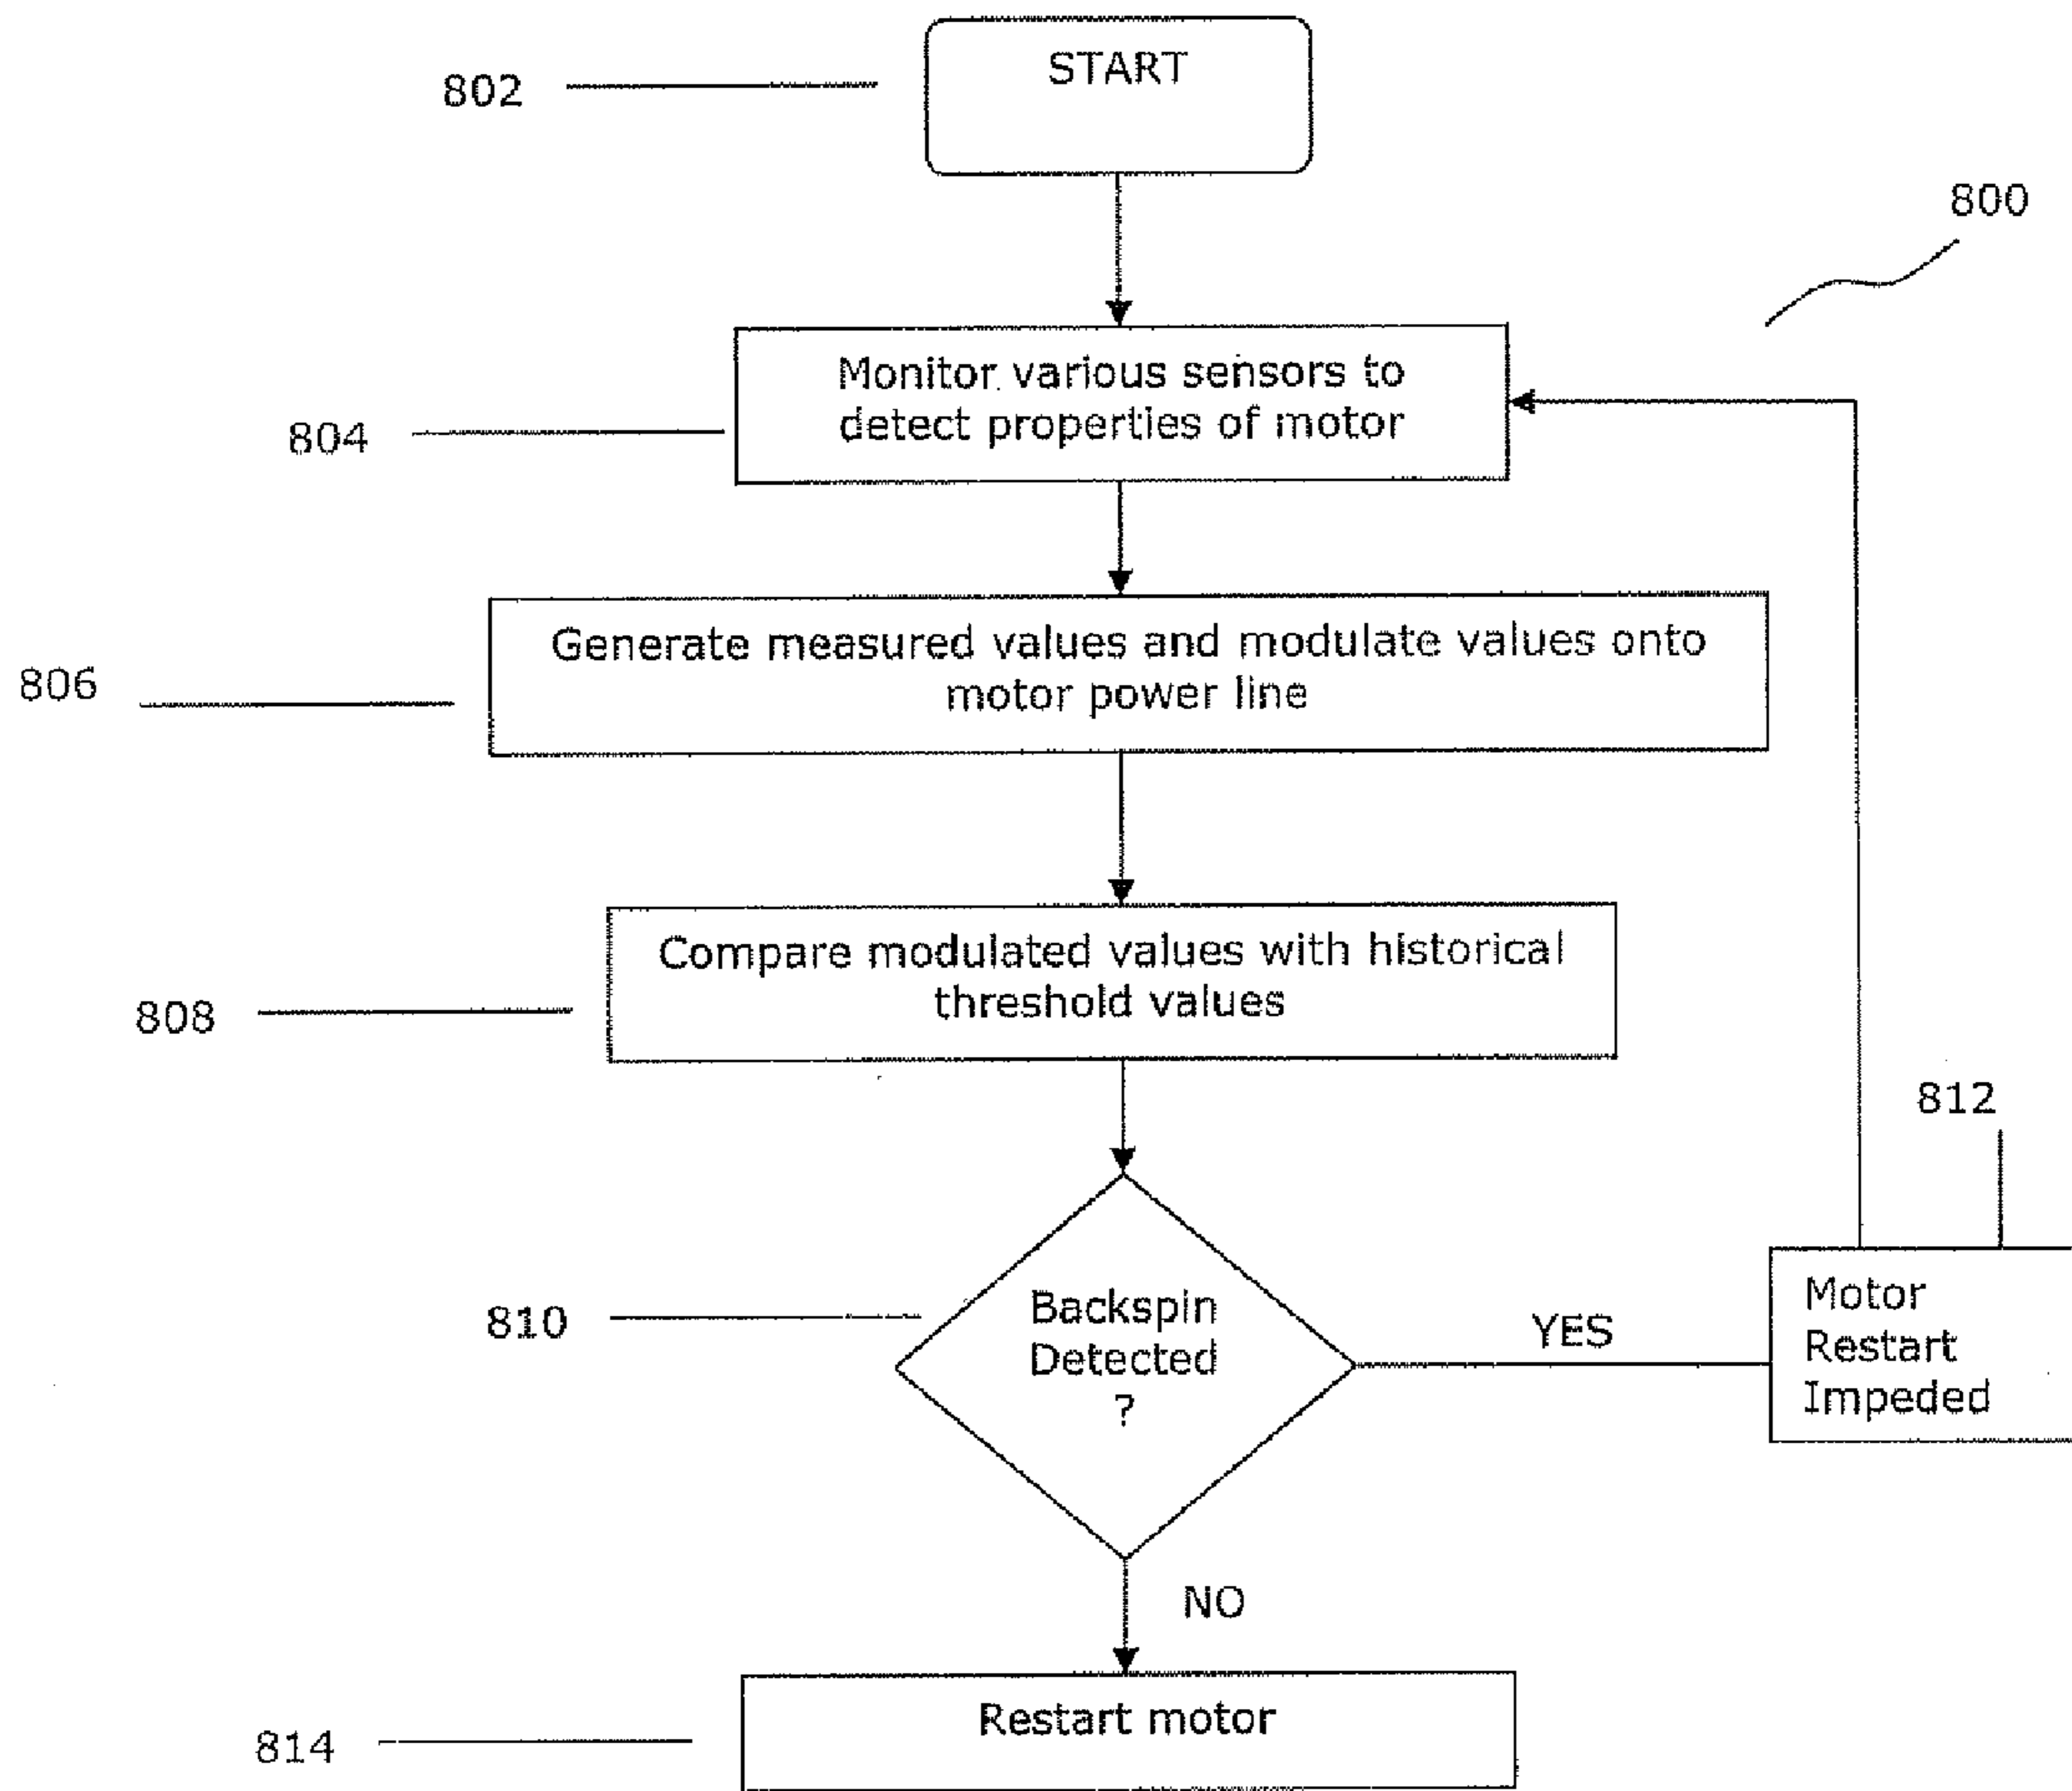 START
802
800
Monitor various sensors to
detect properties of motor
804
Generate measured values and modulate values onto
motor power line
806
Compare modulated values with historical
threshold values
808
812
Backspin
Detected
?
810
YES
Motor
Restart
Impeded
NO
Restart motor
814